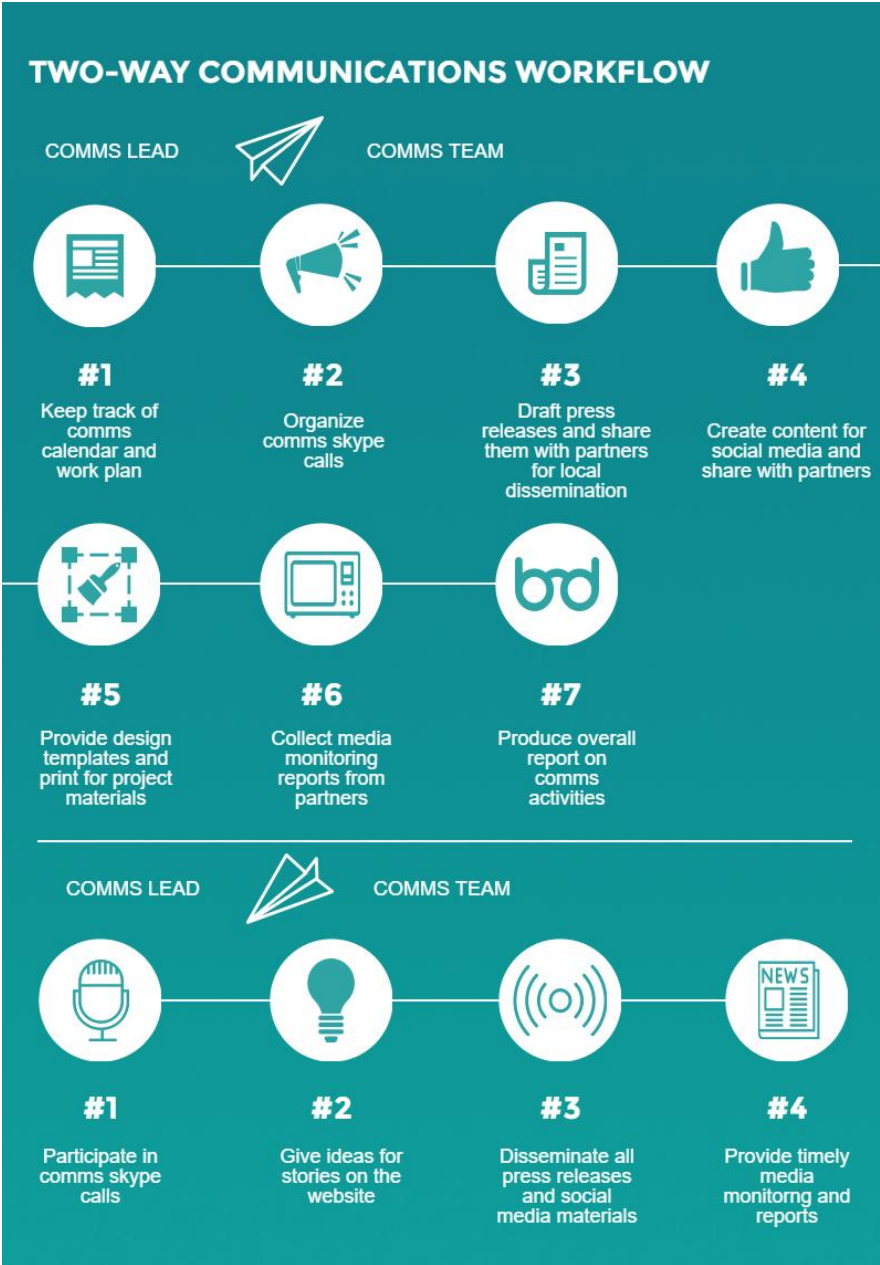 TWO-WAY COMMUNICATIONS WORKFLOW
COMMS LEAD
COMMS TEAM
#1
Keep track of
comms
calendar and
work plan
#2
Organize
comms skype
calls
#3
Draft press
releases and share
them with partners
for local
dissemination
#4
Create content for
social media and
share with partners
#5
Provide design
templates and
print for project
materials
#6
Collect media
monitoring
reports from
partners
#7
Produce overall
report on
comms
activities
COMMS LEAD
COMMS TEAM
#1
Participate in
comms skype
calls
#2
Give ideas for
stories on the
website
#3
Disseminate all
press releases
and social
media materials
NEWS
#4
Provide timely
media
monitorng and
reports